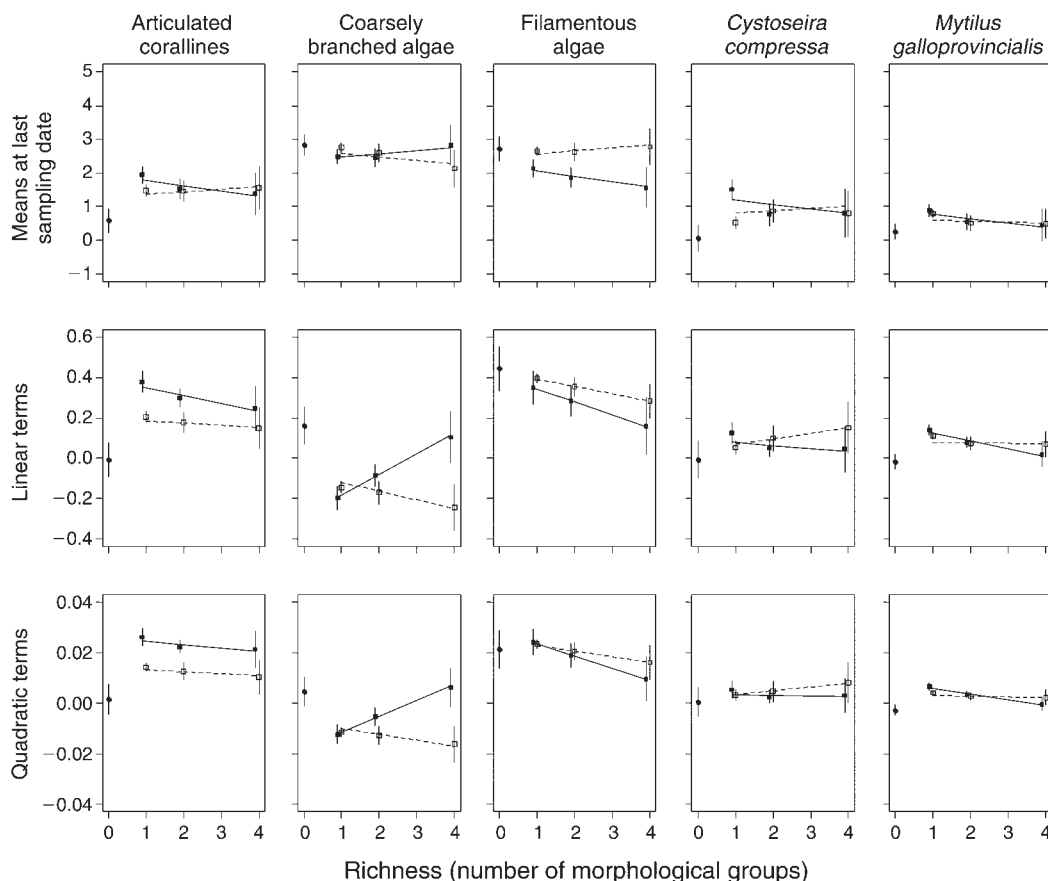 Articulated
corallines
Coarsely
branched algae
Filamentous
algae
Cystoseira
compressa
Mytilus
galloprovincialis
Means at last
sampling date
5
4
3
2
1
0
−1
Linear terms
0.6
0.4
0.2
0.0
−0.2
−0.4
Quadratic terms
0.04
0.02
0.00
−0.02
−0.04
0 1 2 3 4 0 1 2 3 4 0 1 2 3 4 0 1 2 3 4 0 1 2 3 4
Richness (number of morphological groups)